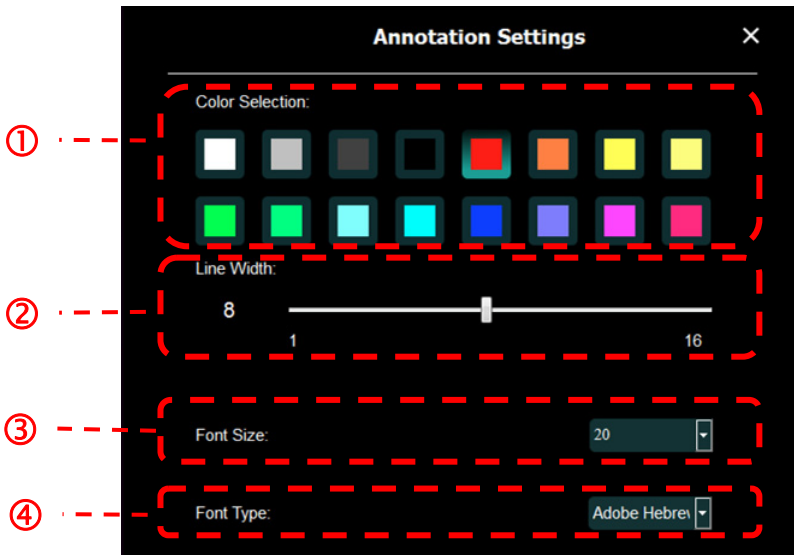 Annotation Settings
①
Color Selection:
②
Line Width:
8
1 16
③
Font Size: 20
④
Font Type: Adobe Hebrew